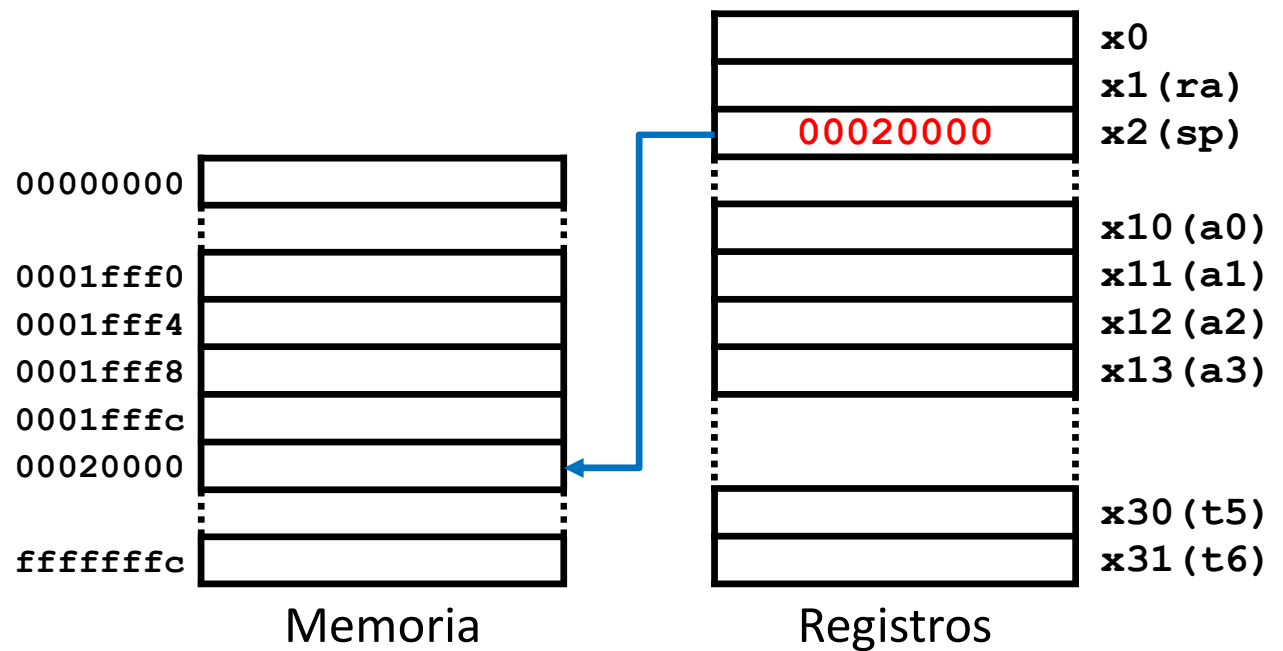 x0
x1(ra)
00020000 x2(sp)
00000000
x10(a0)
0001fff0 x11(a1)
0001fff4 x12(a2)
0001fff8 x13(a3)
0001fffc
00020000
x30(t5)
fffffffc x31(t6)
Memoria Registros